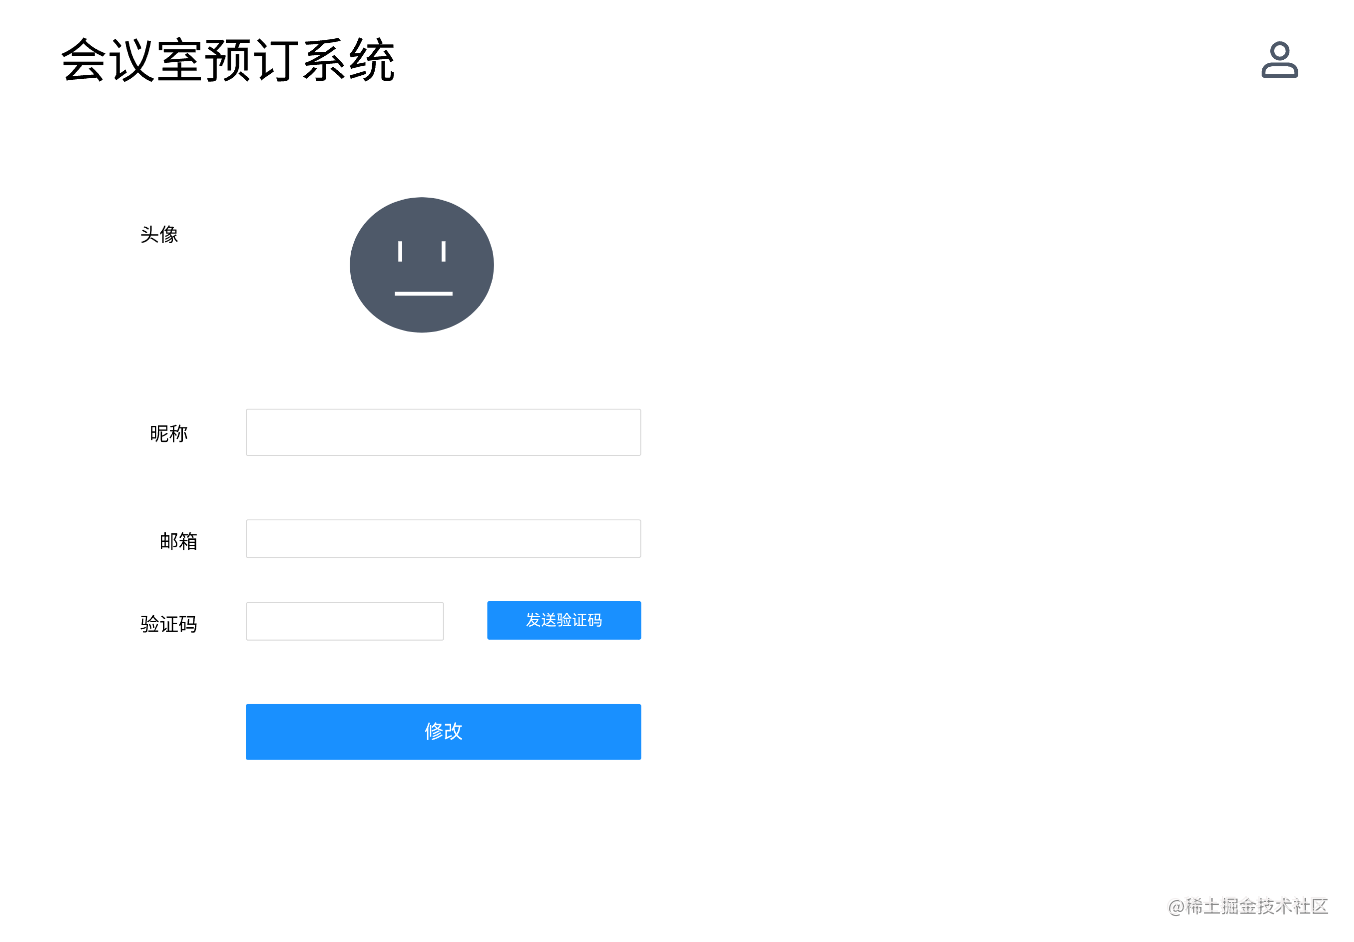 会议室预订系统
头像
昵称
邮箱
验证码
发送验证码
修改
@稀土掘金技术社区